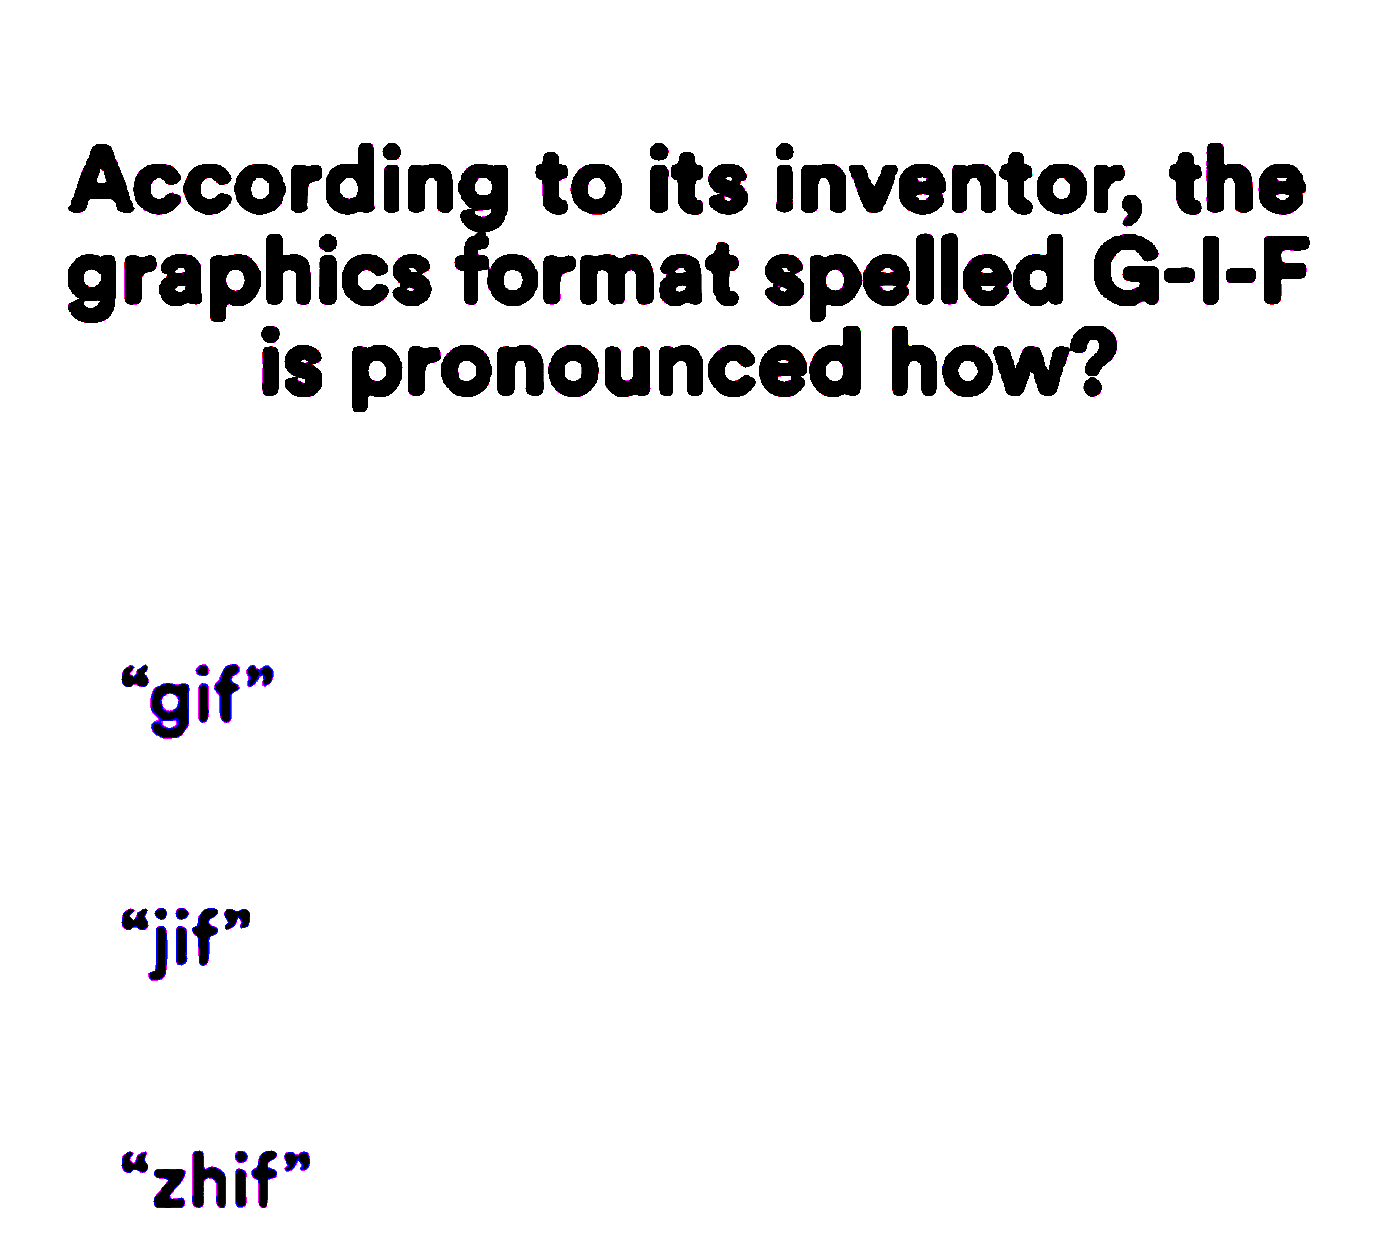 According to its inventor, the
graphics format spelled G-I-F
is pronounced how?
“gif”
“jif”
“zhif”